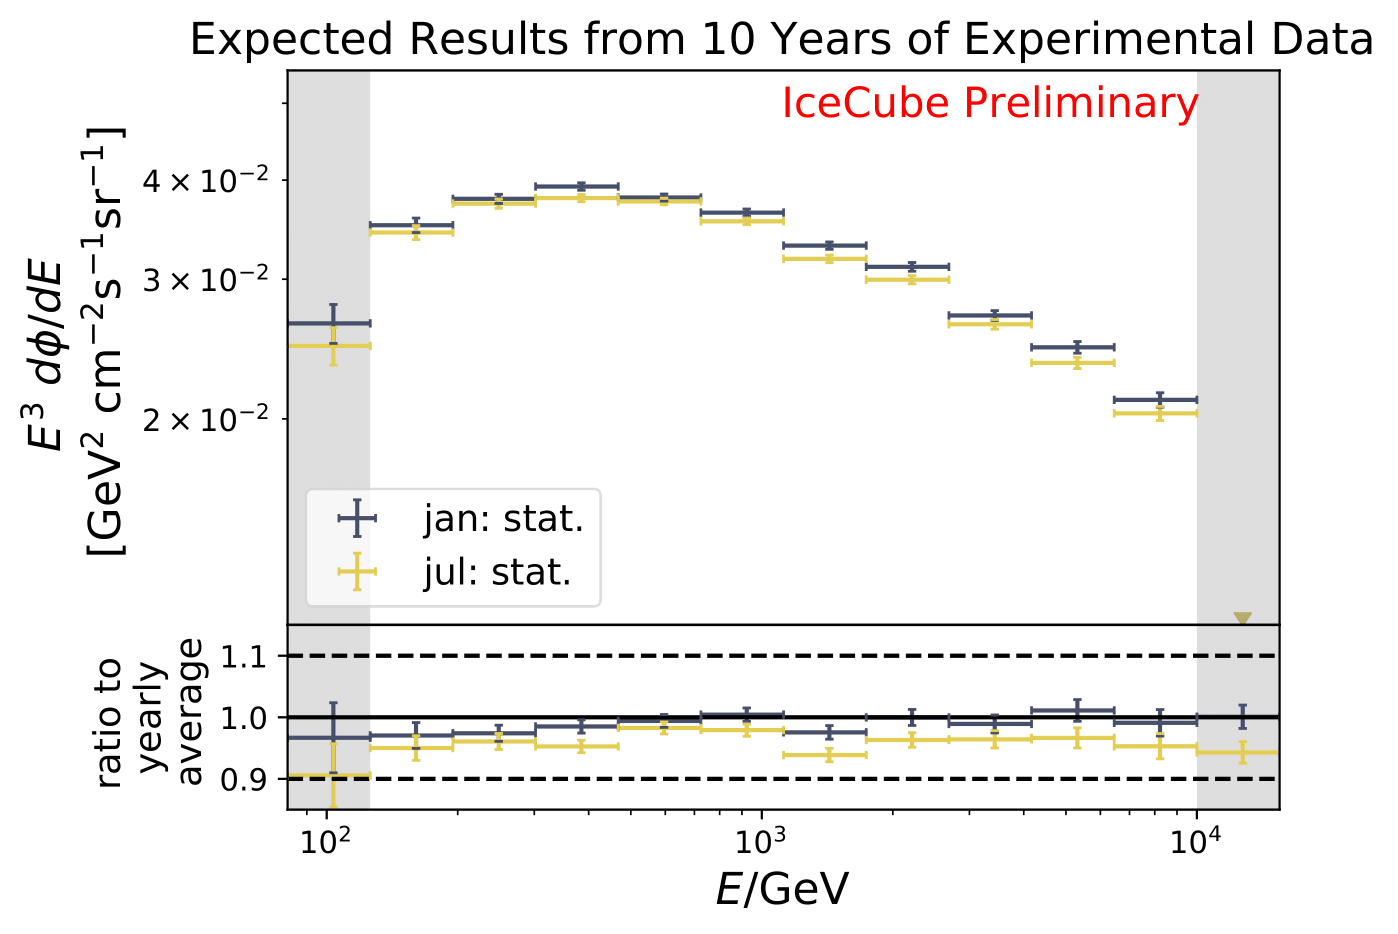 Expected Results from 10 Years of Experimental Data
IceCube Preliminary
E³ dϕ/dE
[GeV² cm⁻²s⁻¹sr⁻¹]
4 × 10⁻²
3 × 10⁻²
2 × 10⁻²
jan: stat.
jul: stat.
ratio to
yearly
average
1.1
1.0
0.9
10² 10³ 10⁴
E/GeV